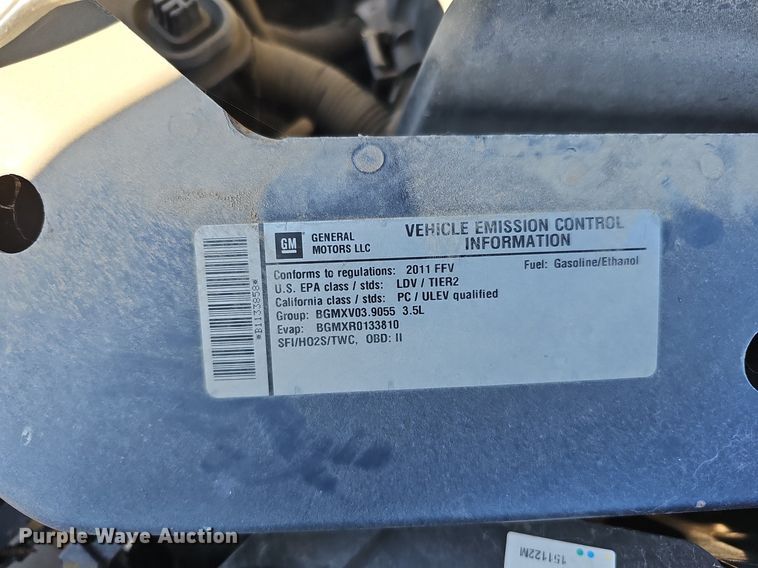 GM
GENERAL MOTORS LLC
VEHICLE EMISSION CONTROL INFORMATION
Conforms to regulations: 2011 FFV Fuel: Gasoline/Ethanol
U.S. EPA class / stds: LDV / TIER2
California class / stds: PC / ULEV qualified
Group: BGMXV03.9055 3.5L
Evap: BGMXR0133810
SFI/HO2S/TWC, OBD: II
*B1133858*
151122M
Purple Wave Auction